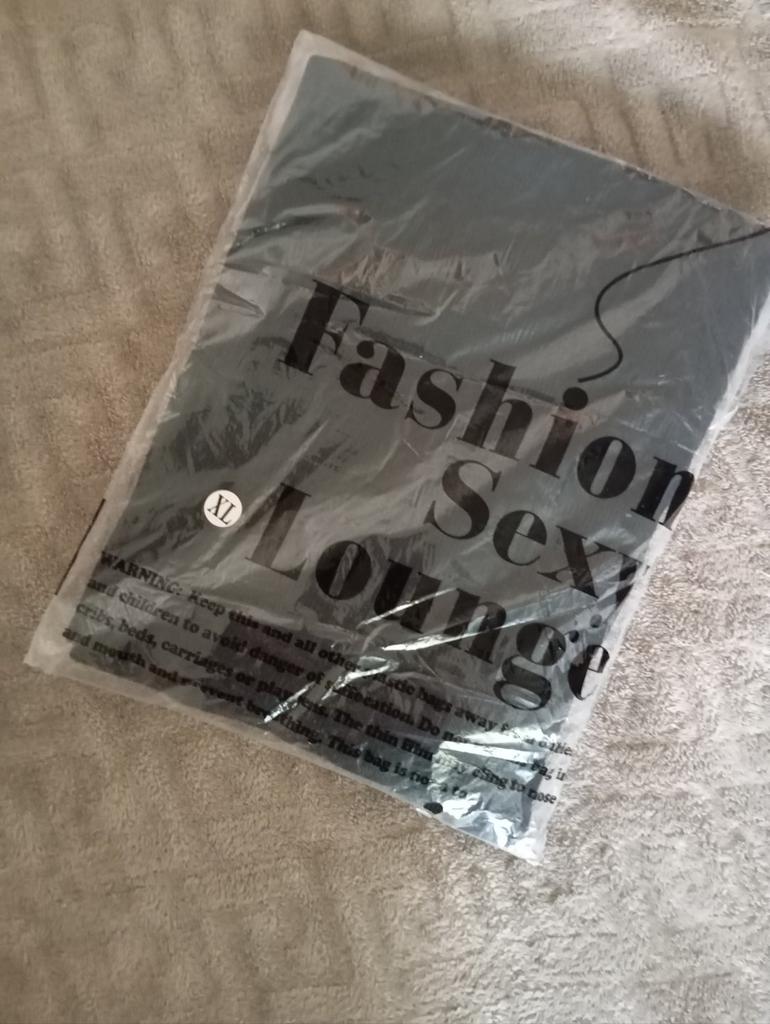 Fashion
Sexy
Lounge
XL
WARNING: Keep this and all other plastic bags away from babies
and children to avoid danger of suffocation. Do not use this bag in
cribs, beds, carriages or playpens. The thin film may cling to nose
and mouth and prevent breathing. This bag is not a to